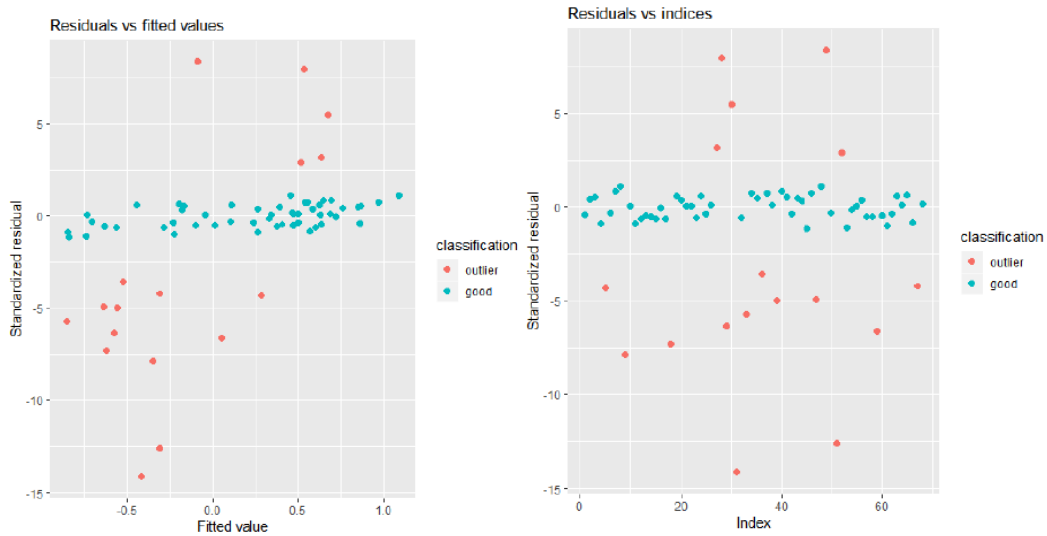 Residuals vs fitted values
Standardized residual
5
0
-5
-10
-15
-0.5
0.0
0.5
1.0
Fitted value
classification
outlier
good
Residuals vs indices
Standardized residual
5
0
-5
-10
-15
0
20
40
60
Index
classification
outlier
good